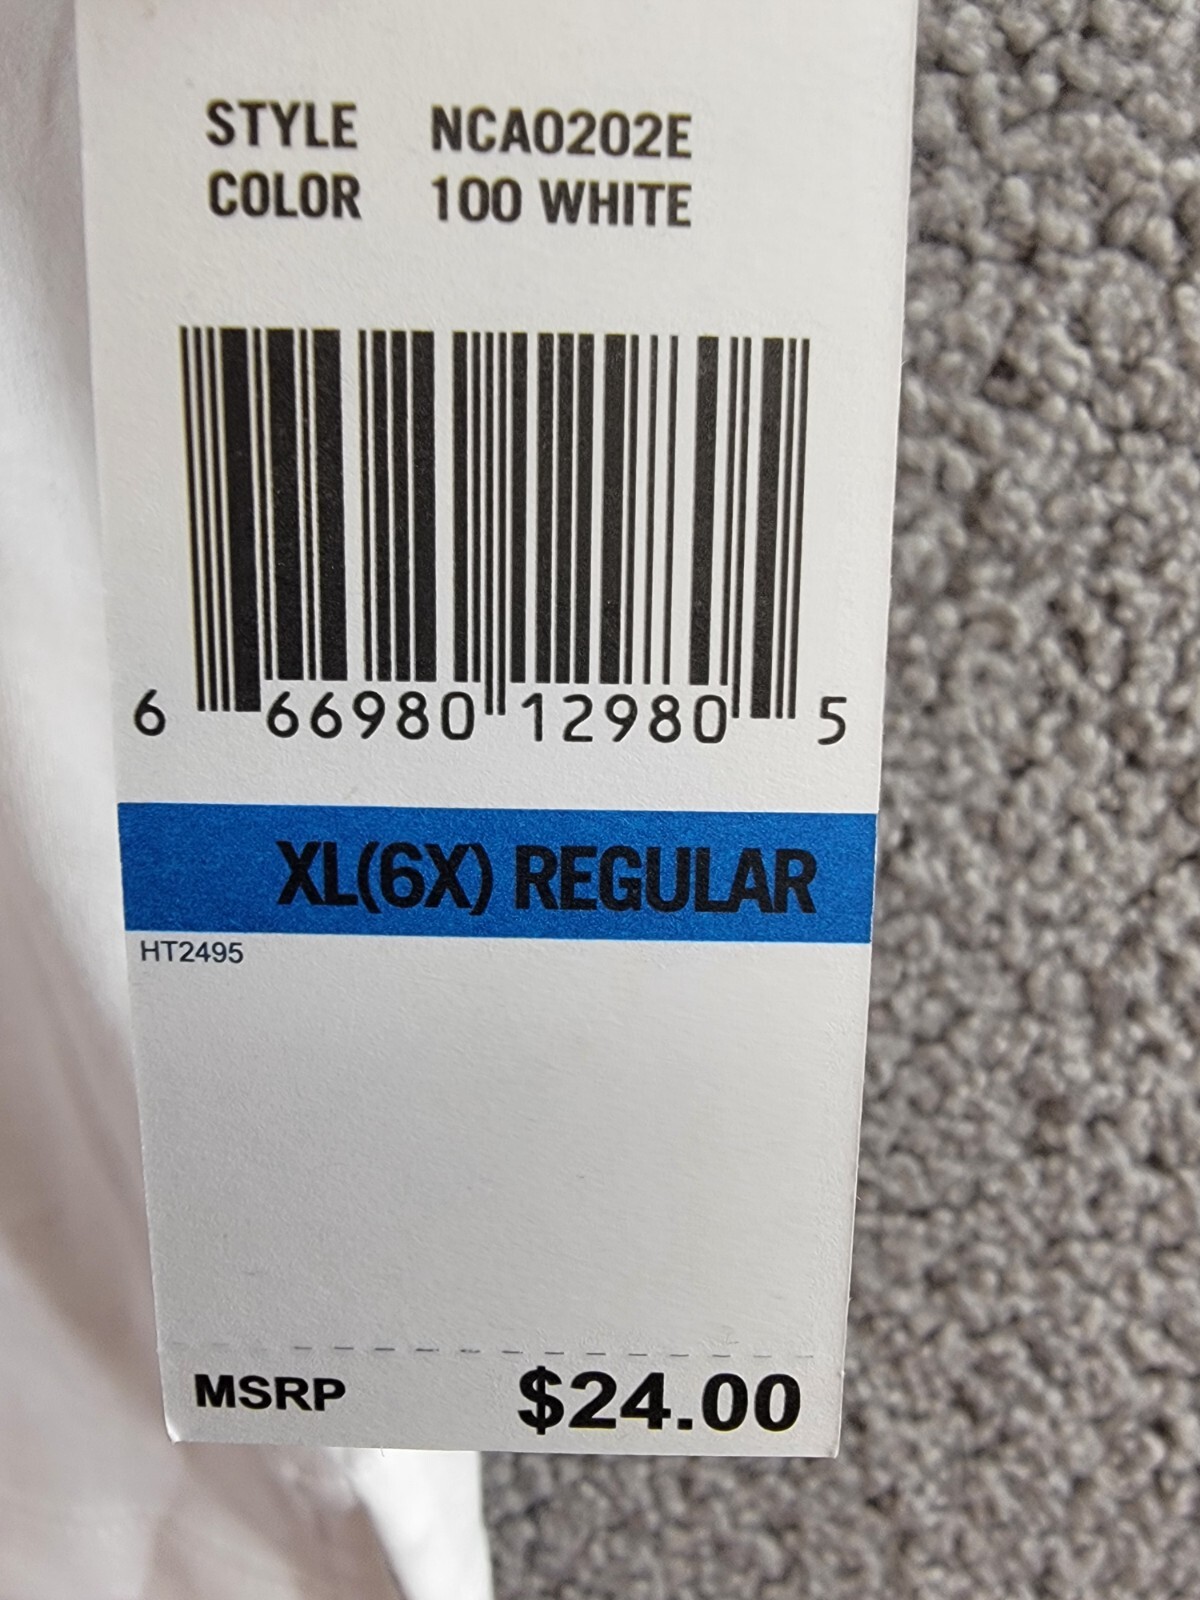 STYLE NCA0202E
COLOR 100 WHITE
6 66980 12980 5
XL(6X) REGULAR
HT2495
MSRP $24.00